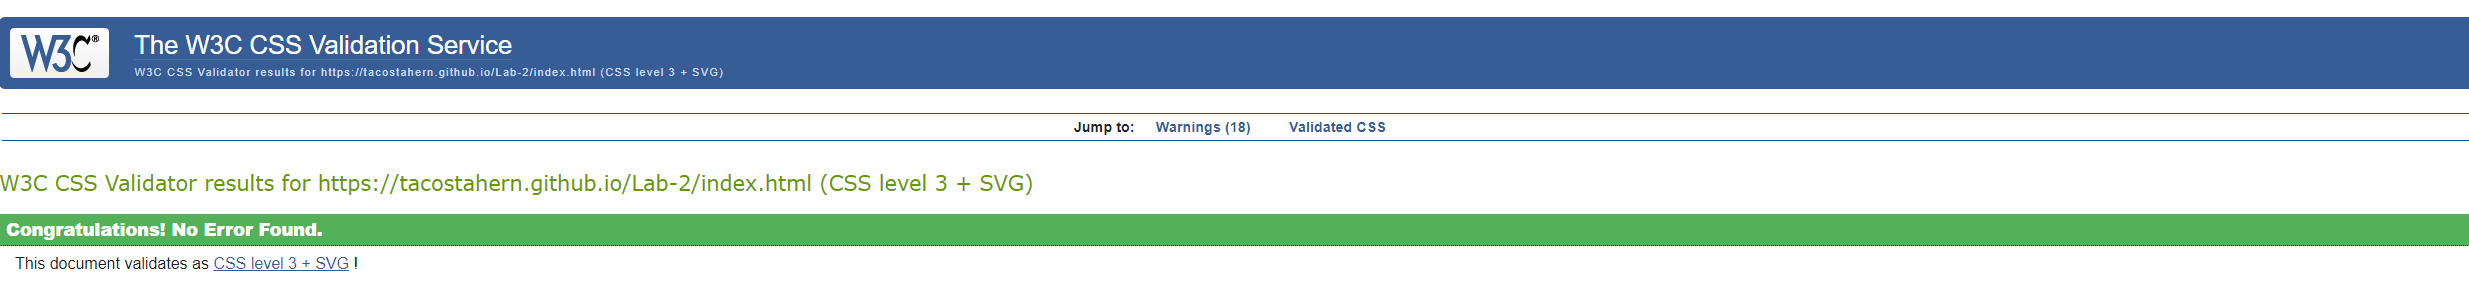 W3C®
The W3C CSS Validation Service
W3C CSS Validator results for https://tacostahern.github.io/Lab-2/index.html (CSS level 3 + SVG)
Jump to: Warnings (18) Validated CSS
W3C CSS Validator results for https://tacostahern.github.io/Lab-2/index.html (CSS level 3 + SVG)
Congratulations! No Error Found.
This document validates as CSS level 3 + SVG !